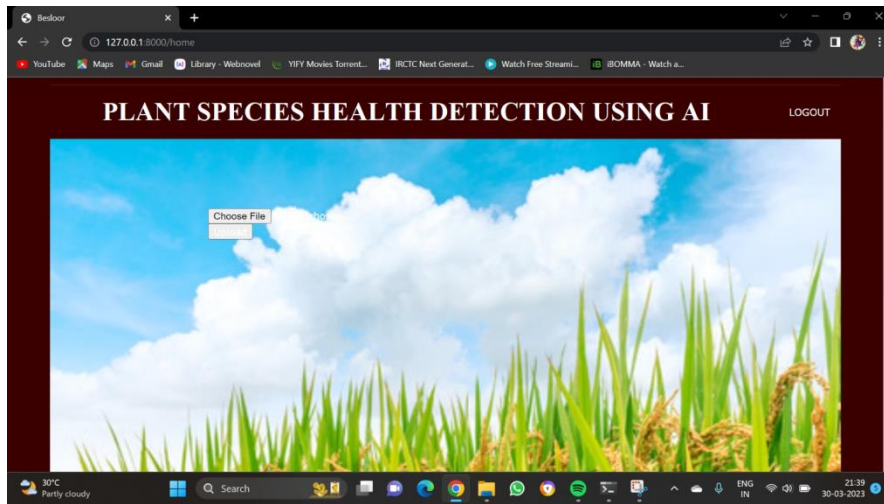 Besloor
127.0.0.1:8000/home
YouTube Maps Gmail Library - Webnovel YIFY Movies Torrent... IRCTC Next Generat... Watch Free Streami... iBOMMA - Watch a...
PLANT SPECIES HEALTH DETECTION USING AI
LOGOUT
Choose File
Upload
30°C
Partly cloudy
Search
ENG
IN
21:39
30-03-2023